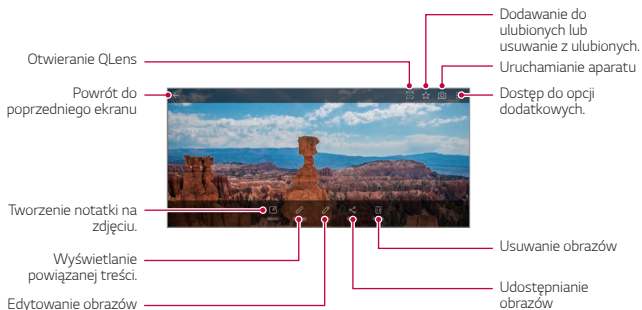 Dodawanie do
ulubionych lub
usuwanie z ulubionych.
Otwieranie QLens
Uruchamianie aparatu
Powrót do
poprzedniego ekranu
Dostęp do opcji
dodatkowych.
Tworzenie notatki na
zdjęciu.
Wyświetlanie
powiązanej treści.
Usuwanie obrazów
Edytowanie obrazów
Udostępnianie
obrazów